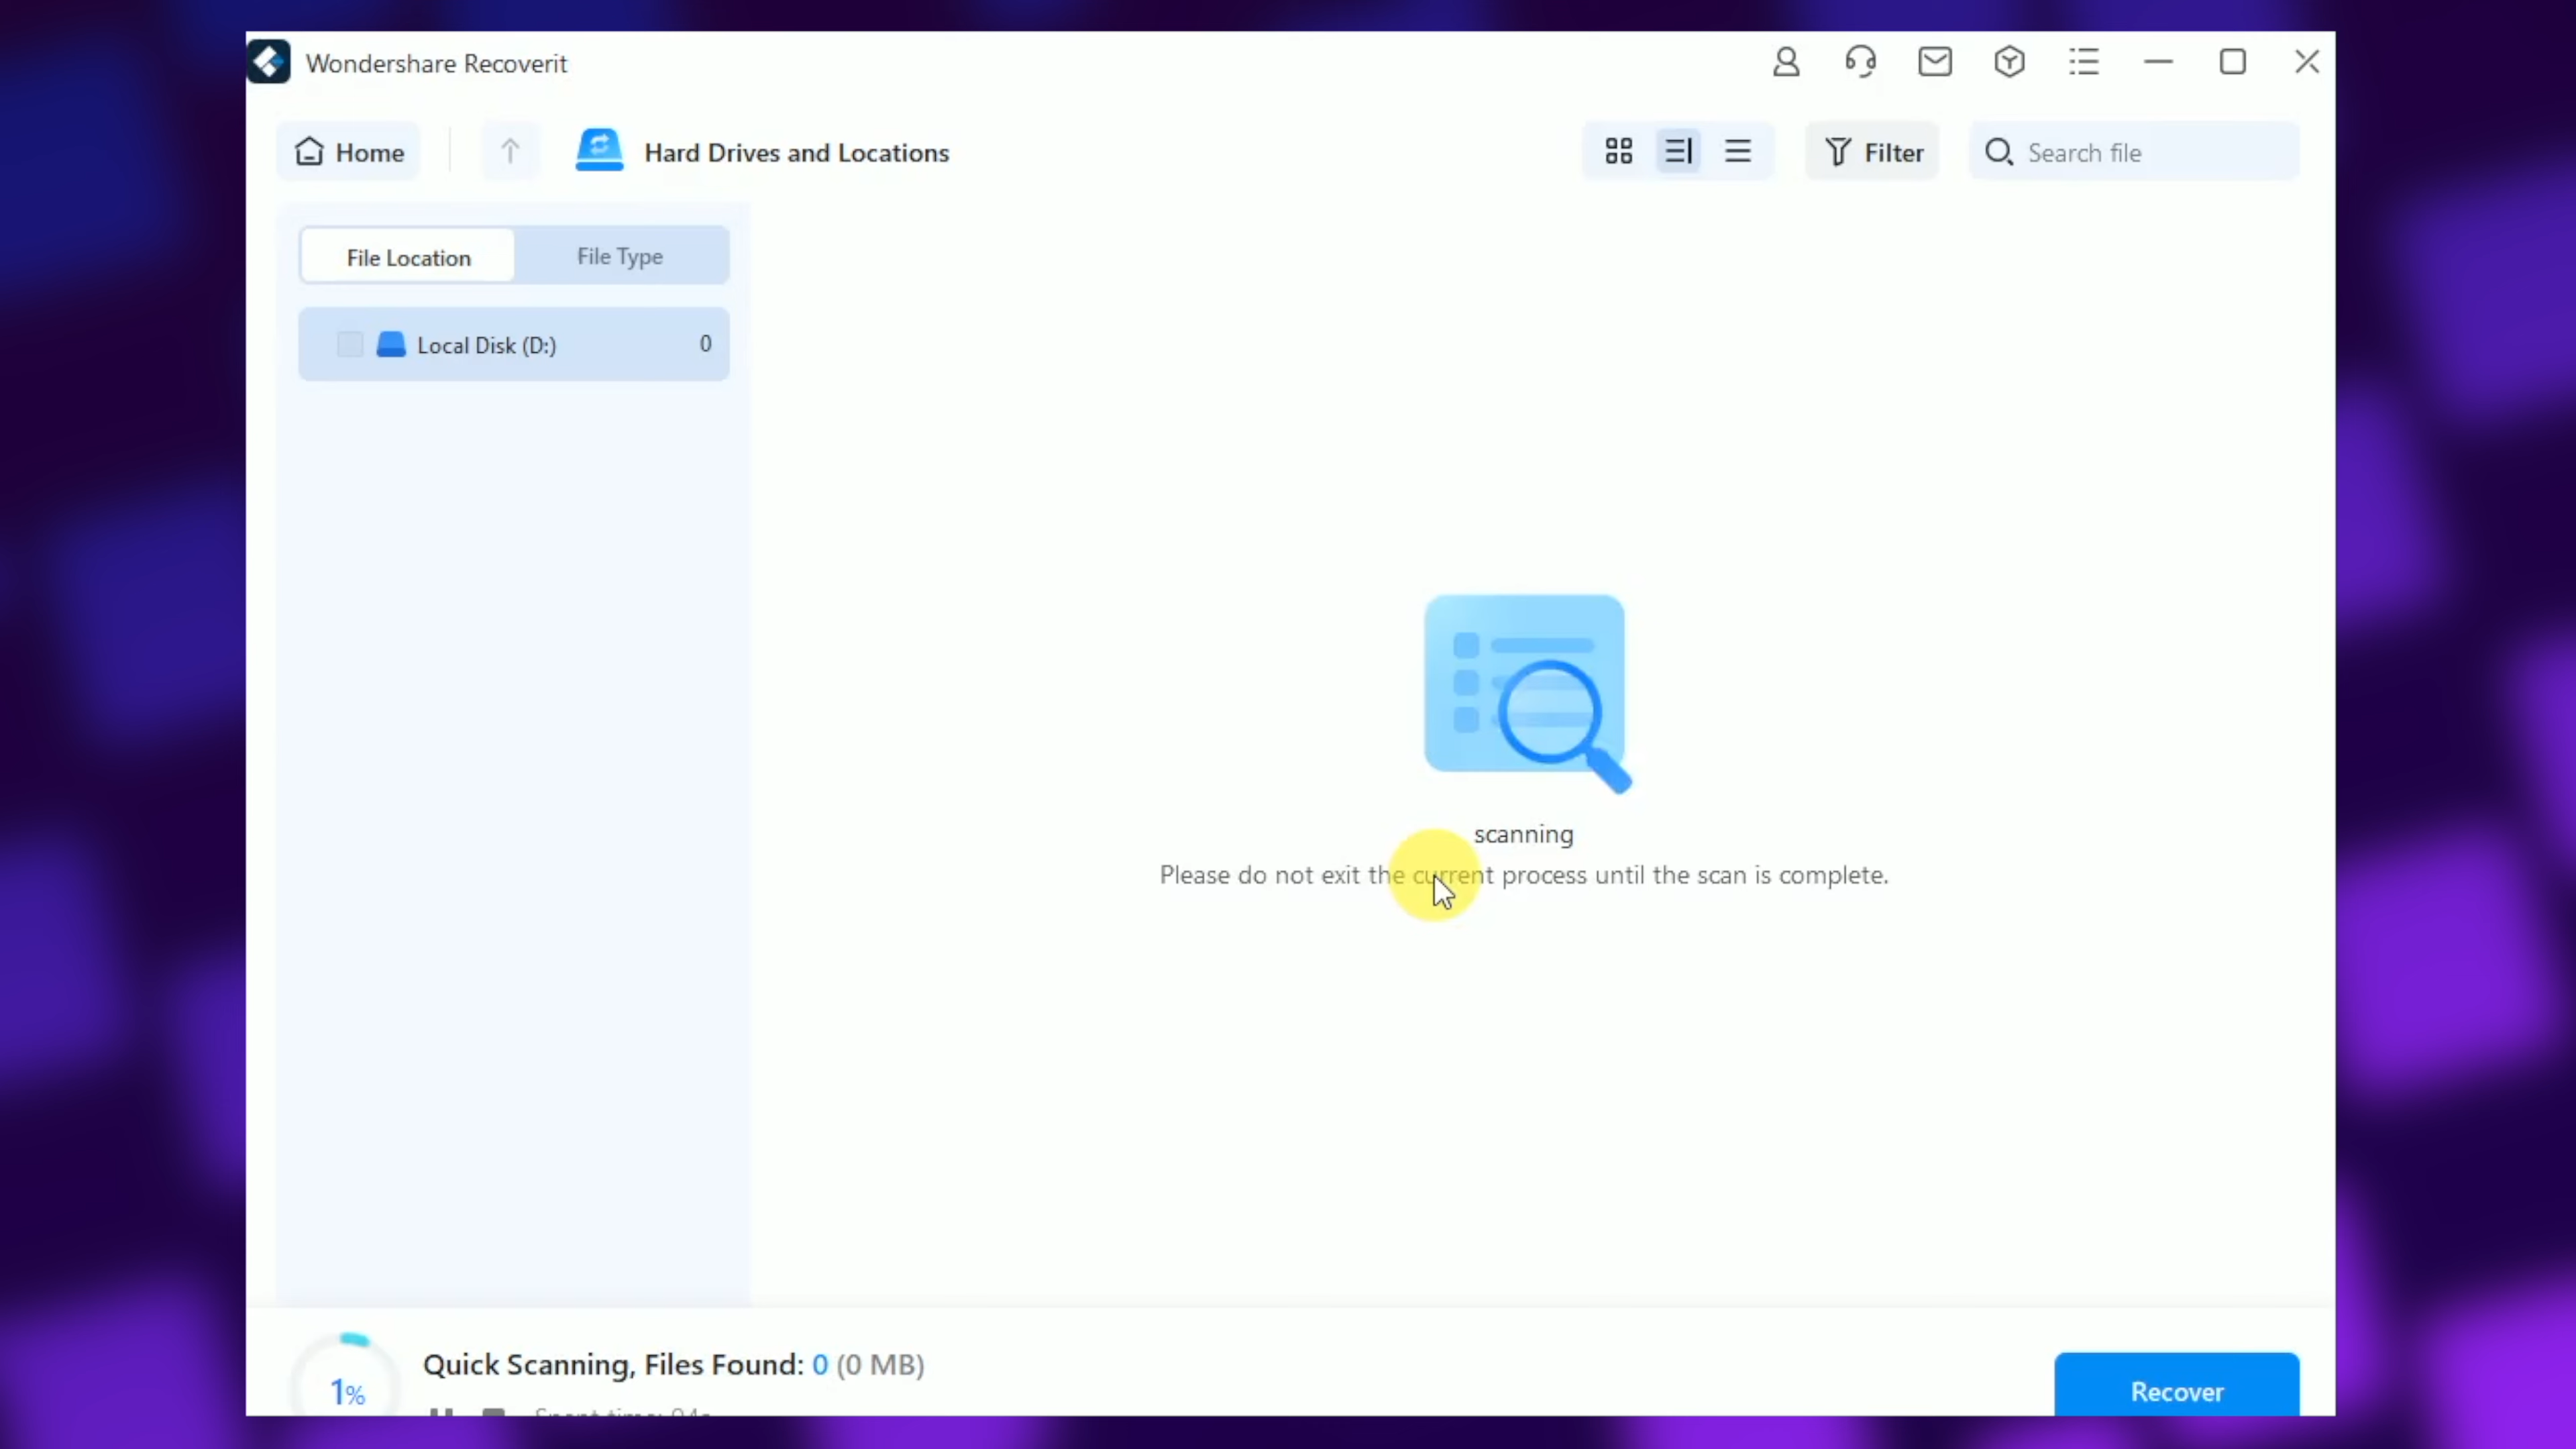 Wondershare Recoverit
Home
Hard Drives and Locations
Filter
Search file
File Location
File Type
Local Disk (D:)
0
scanning
Please do not exit the current process until the scan is complete.
1%
Quick Scanning, Files Found: 0 (0 MB)
Recover